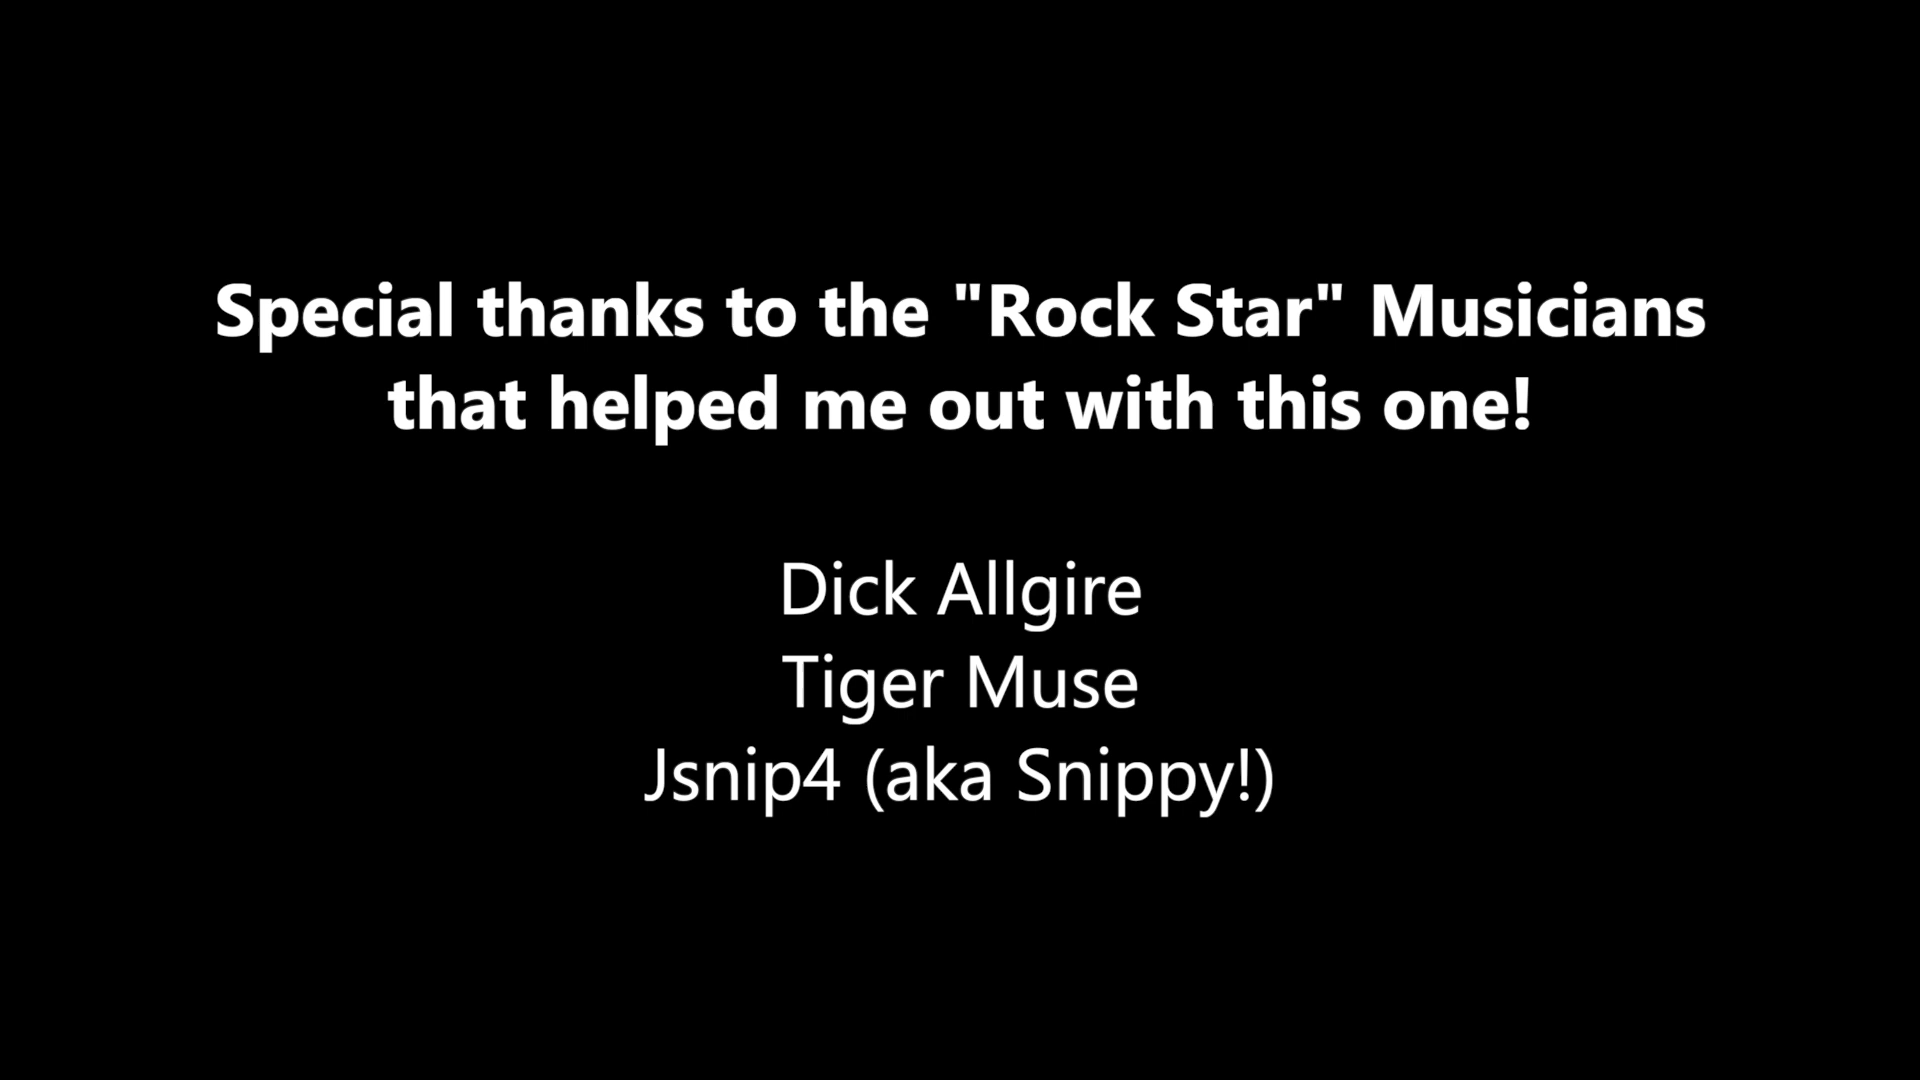 Special thanks to the "Rock Star" Musicians
that helped me out with this one!
Dick Allgire
Tiger Muse
Jsnip4 (aka Snippy!)